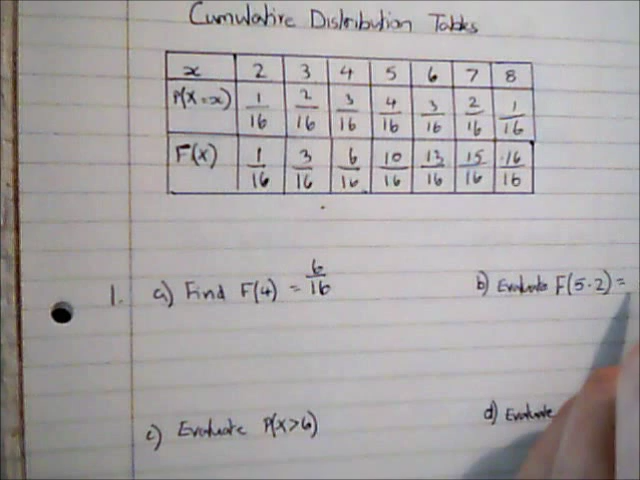 Cumulative Distribution Tables
x 2 3 4 5 6 7 8
P(X=x) 1/16 2/16 3/16 4/16 3/16 2/16 1/16
F(x) 1/16 3/16 6/16 10/16 13/16 15/16 16/16
1. a) Find F(4) = 6/16 b) Evaluate F(5.2) =
c) Evaluate P(X>6) d) Evaluate